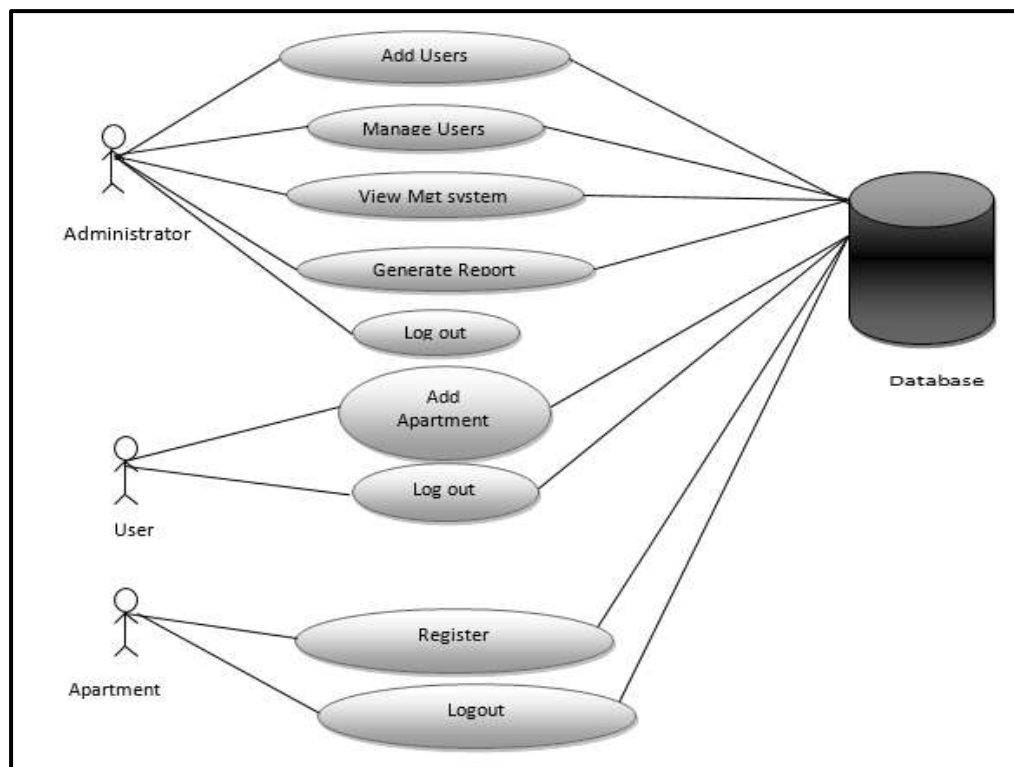 Add Users
Manage Users
View Mgt system
Administrator
Generate Report
Log out
Database
Add
Apartment
Log out
User
Register
Apartment
Logout